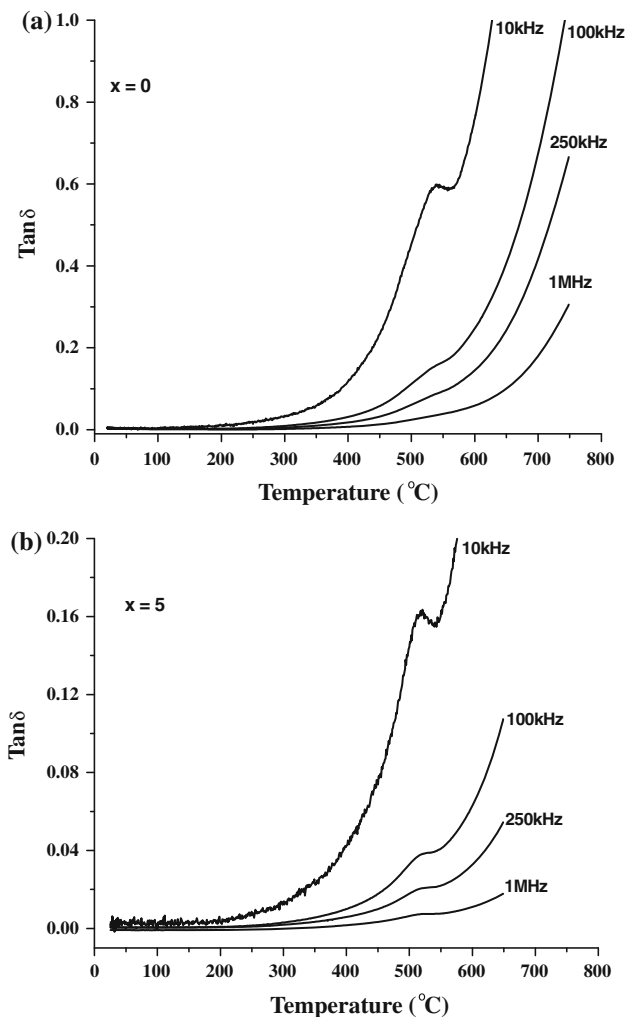 (a)
1.0
0.8
0.6
0.4
0.2
0.0
Tanδ
x = 0
10kHz
100kHz
250kHz
1MHz
0 100 200 300 400 500 600 700 800
Temperature (°C)
(b)
0.20
0.16
0.12
0.08
0.04
0.00
Tanδ
x = 5
10kHz
100kHz
250kHz
1MHz
0 100 200 300 400 500 600 700 800
Temperature (°C)